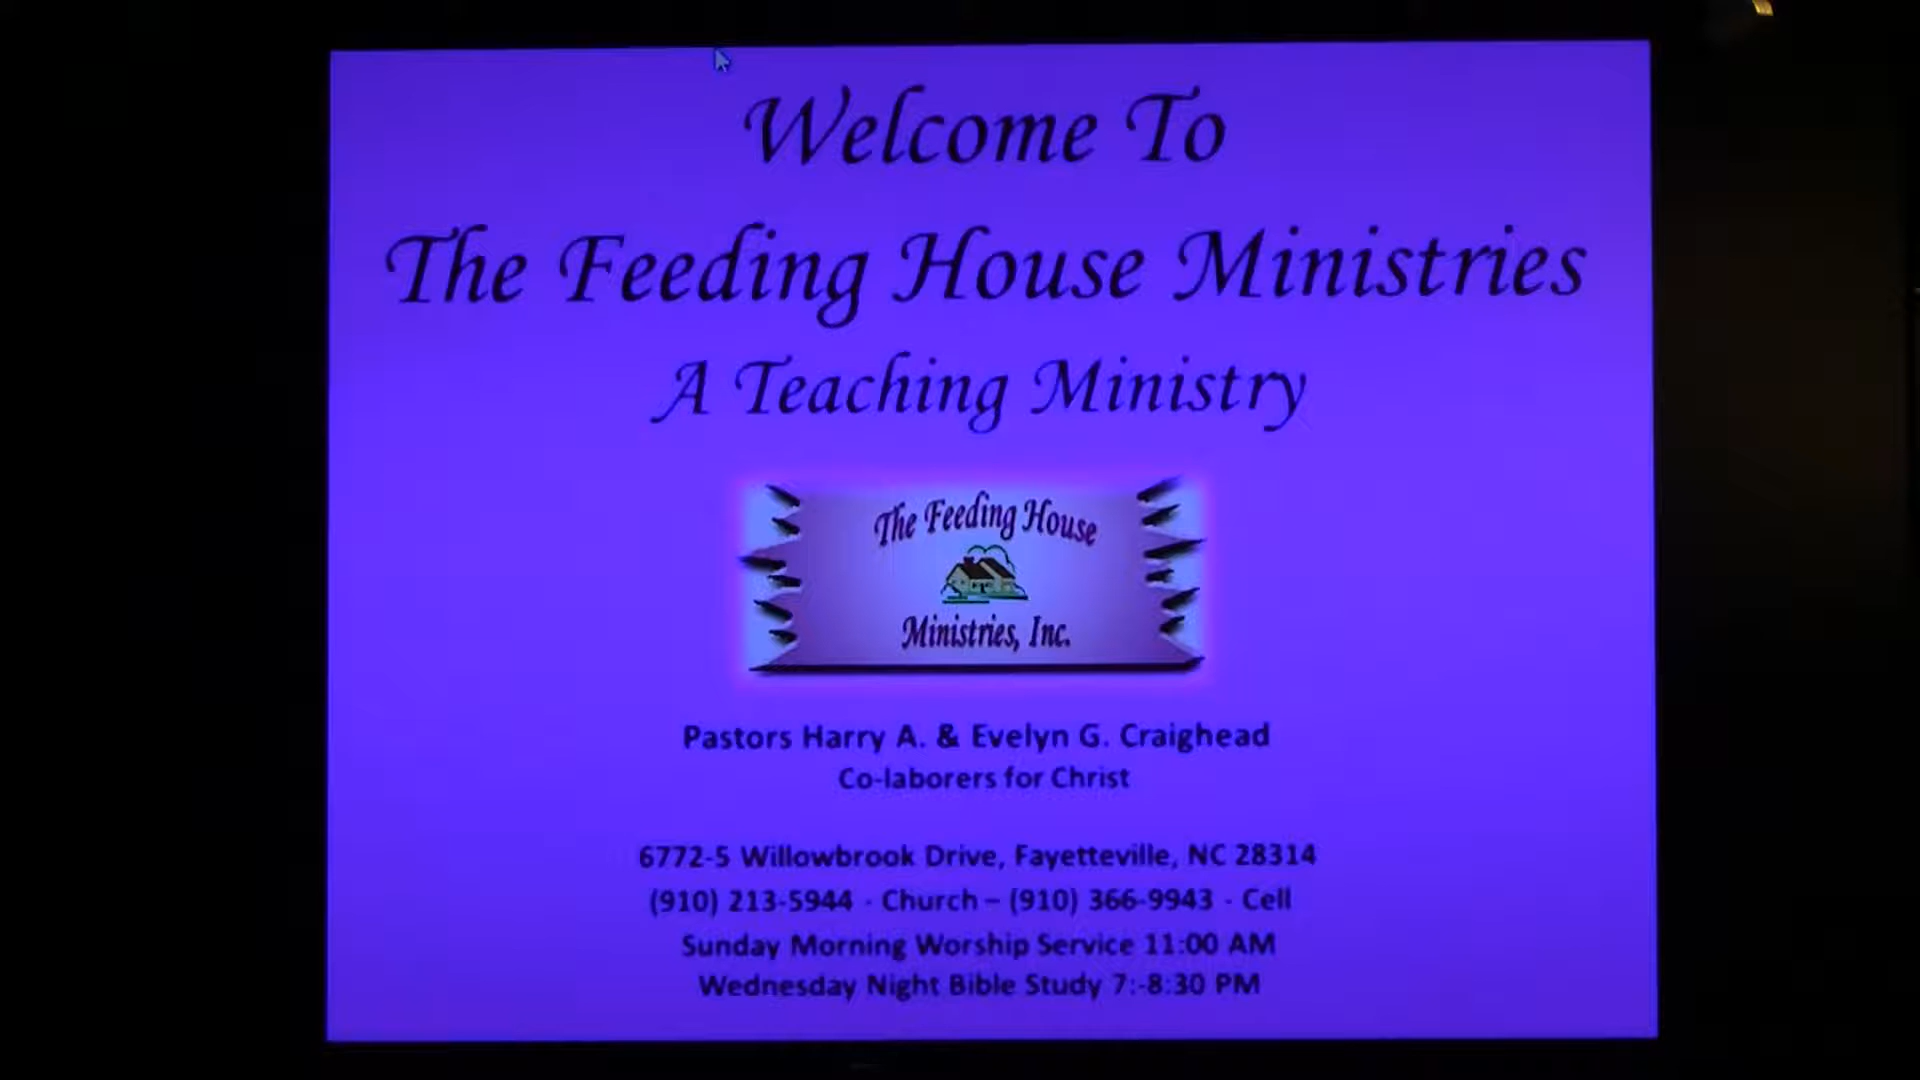 Welcome To
The Feeding House Ministries
A Teaching Ministry
The Feeding House
Ministries, Inc.
Pastors Harry A. & Evelyn G. Craighead
Co-laborers for Christ
6772-5 Willowbrook Drive, Fayetteville, NC 28314
(910) 213-5944 - Church – (910) 366-9943 - Cell
Sunday Morning Worship Service 11:00 AM
Wednesday Night Bible Study 7:-8:30 PM